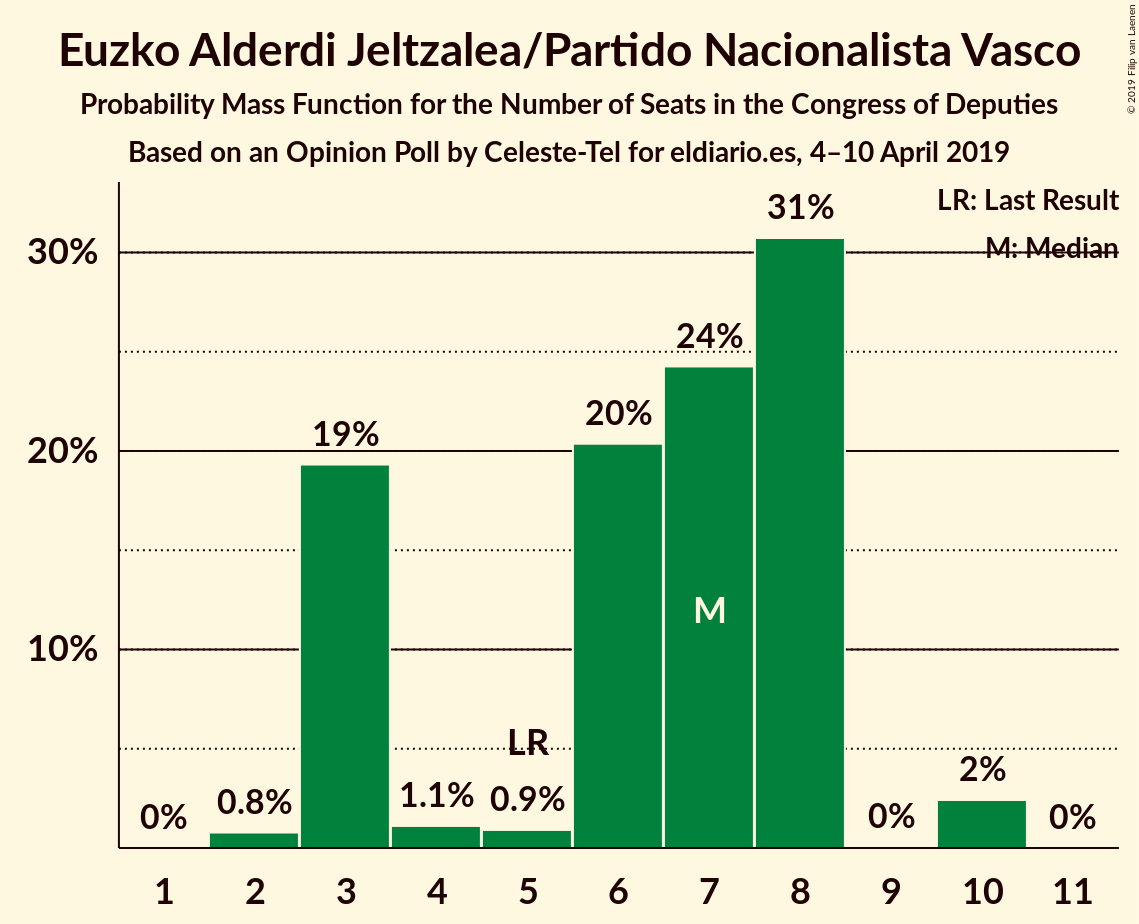 Euzko Alderdi Jeltzalea/Partido Nacionalista Vasco
Probability Mass Function for the Number of Seats in the Congress of Deputies
Based on an Opinion Poll by Celeste-Tel for eldiario.es, 4–10 April 2019
© 2019 Filip van Laenen
LR: Last Result
M: Median
30%
20%
10%
0%
0.8%
19%
1.1%
0.9%
LR
20%
24%
M
31%
0%
2%
0%
1 2 3 4 5 6 7 8 9 10 11